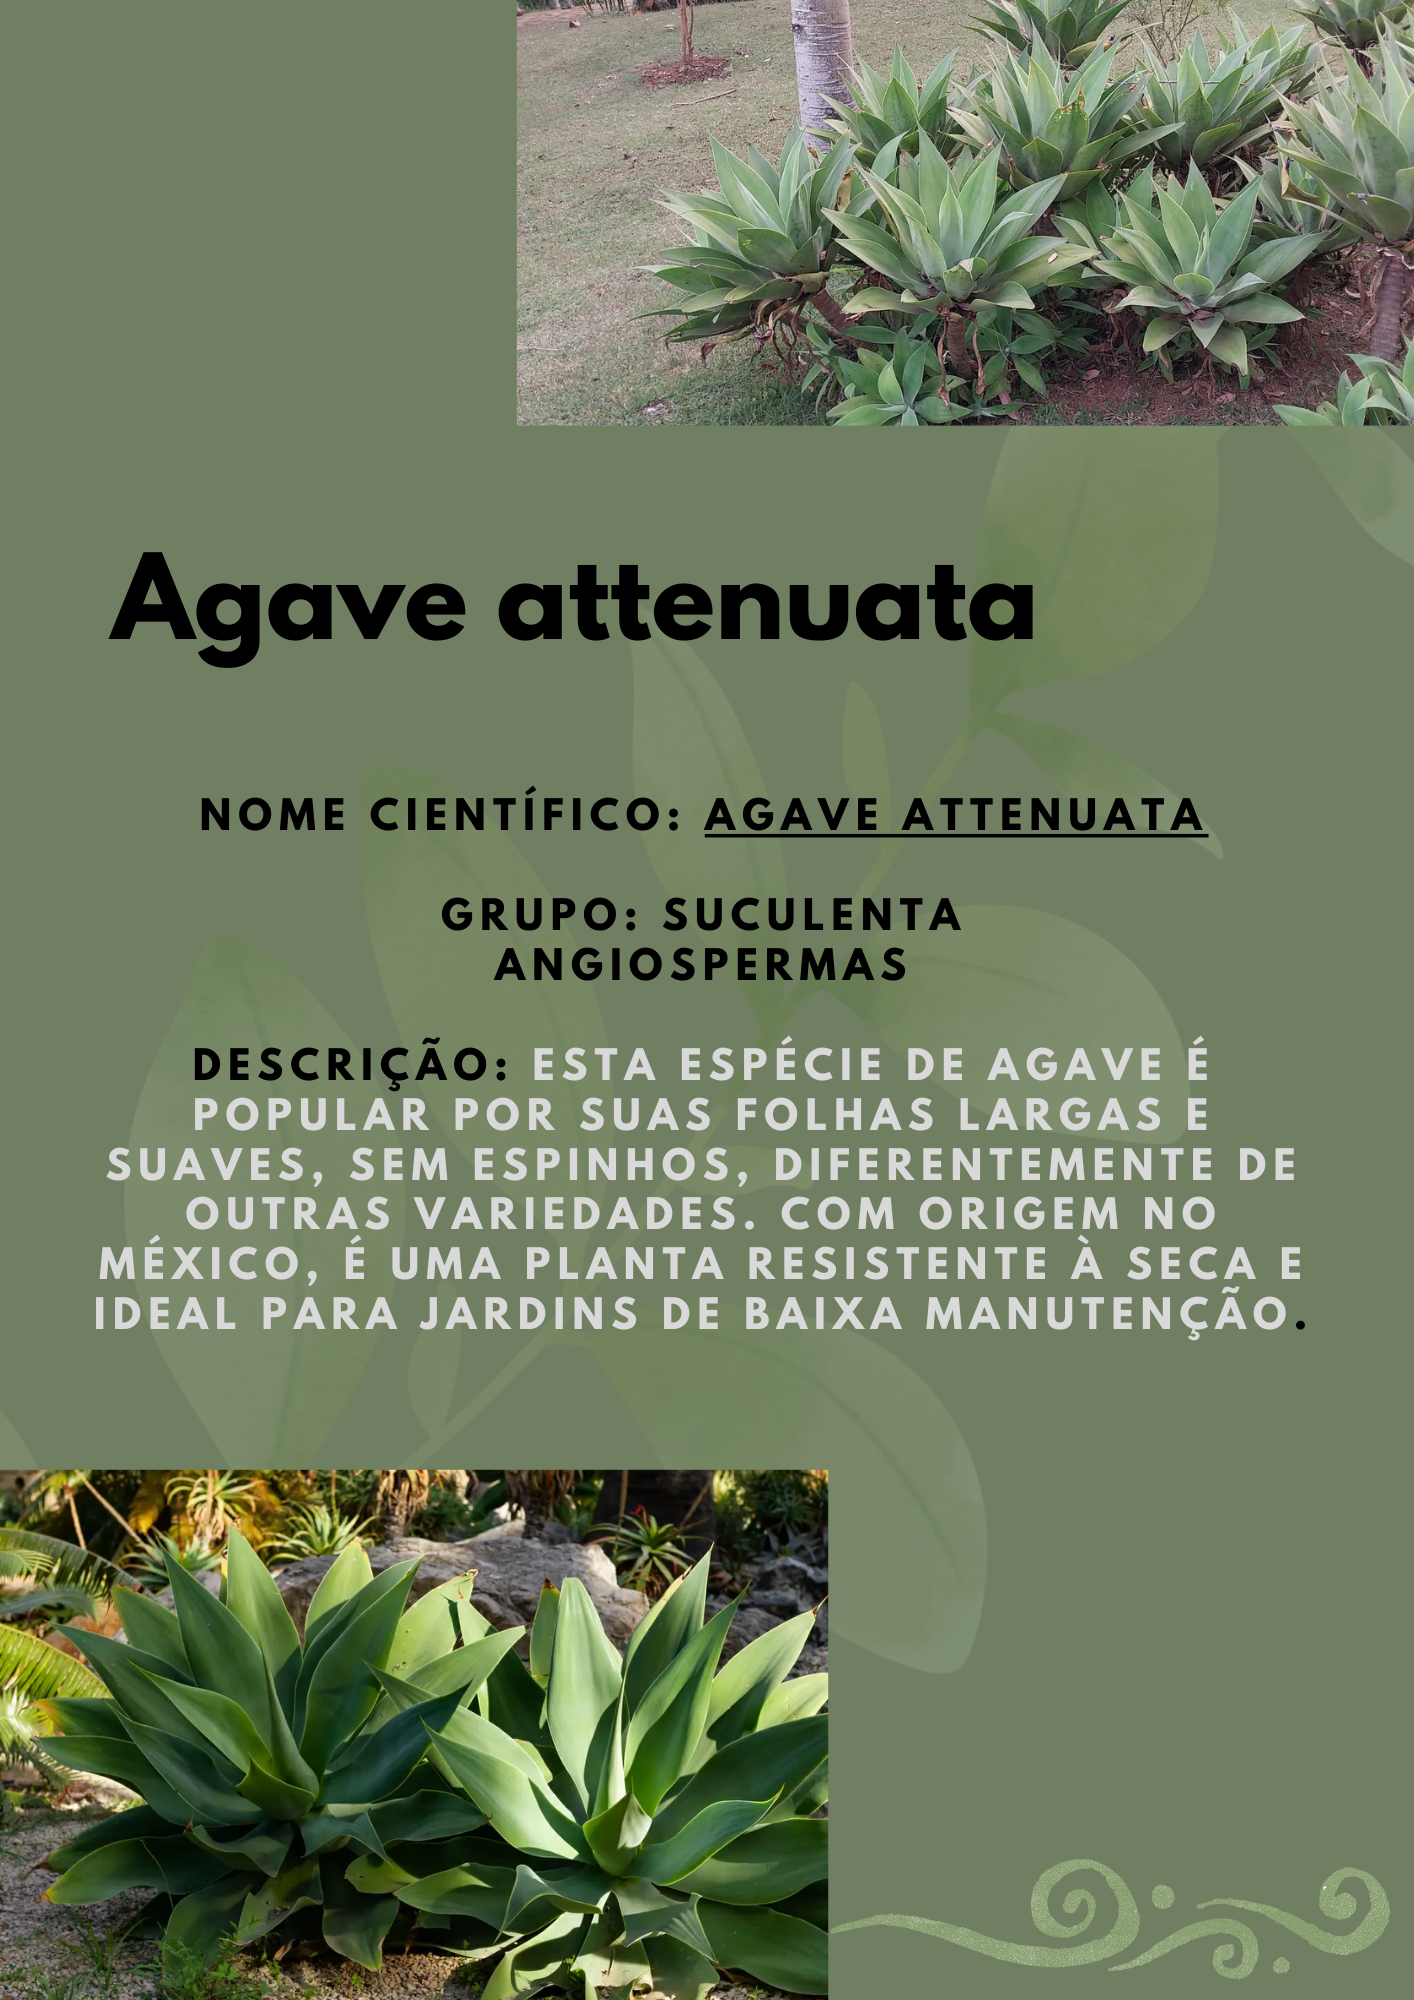 Agave attenuata
NOME CIENTÍFICO: AGAVE ATTENUATA
GRUPO: SUCULENTA
ANGIOSPERMAS
DESCRIÇÃO: ESTA ESPÉCIE DE AGAVE É
POPULAR POR SUAS FOLHAS LARGAS E
SUAVES, SEM ESPINHOS, DIFERENTEMENTE DE
OUTRAS VARIEDADES. COM ORIGEM NO
MÉXICO, É UMA PLANTA RESISTENTE À SECA E
IDEAL PARA JARDINS DE BAIXA MANUTENÇÃO.